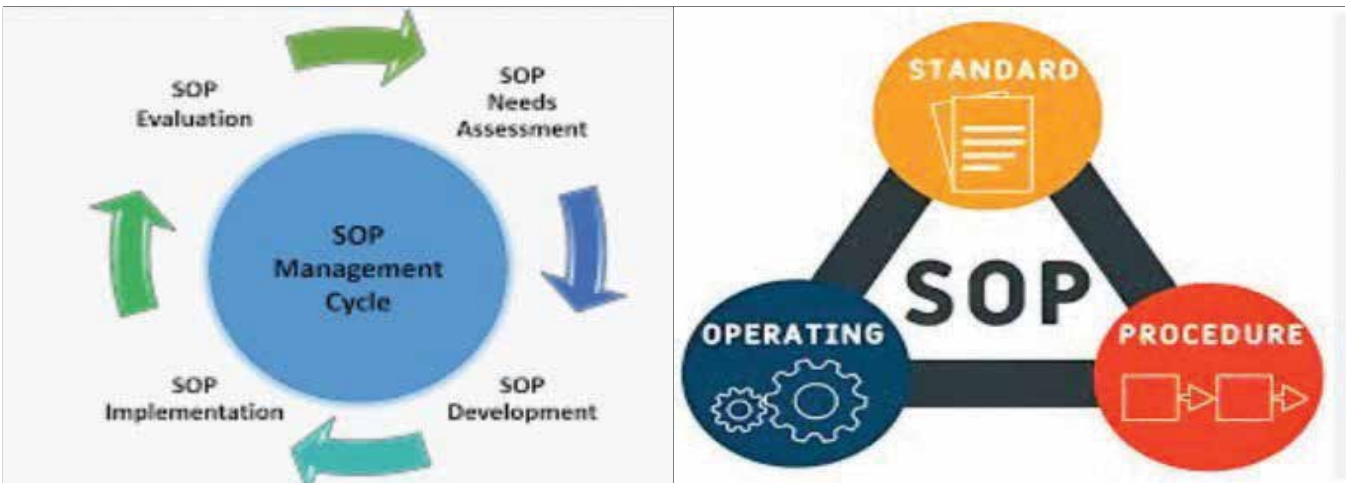 SOP
Evaluation
SOP
Needs
Assessment
SOP
Management
Cycle
SOP
Implementation
SOP
Development
STANDARD
SOP
OPERATING
PROCEDURE